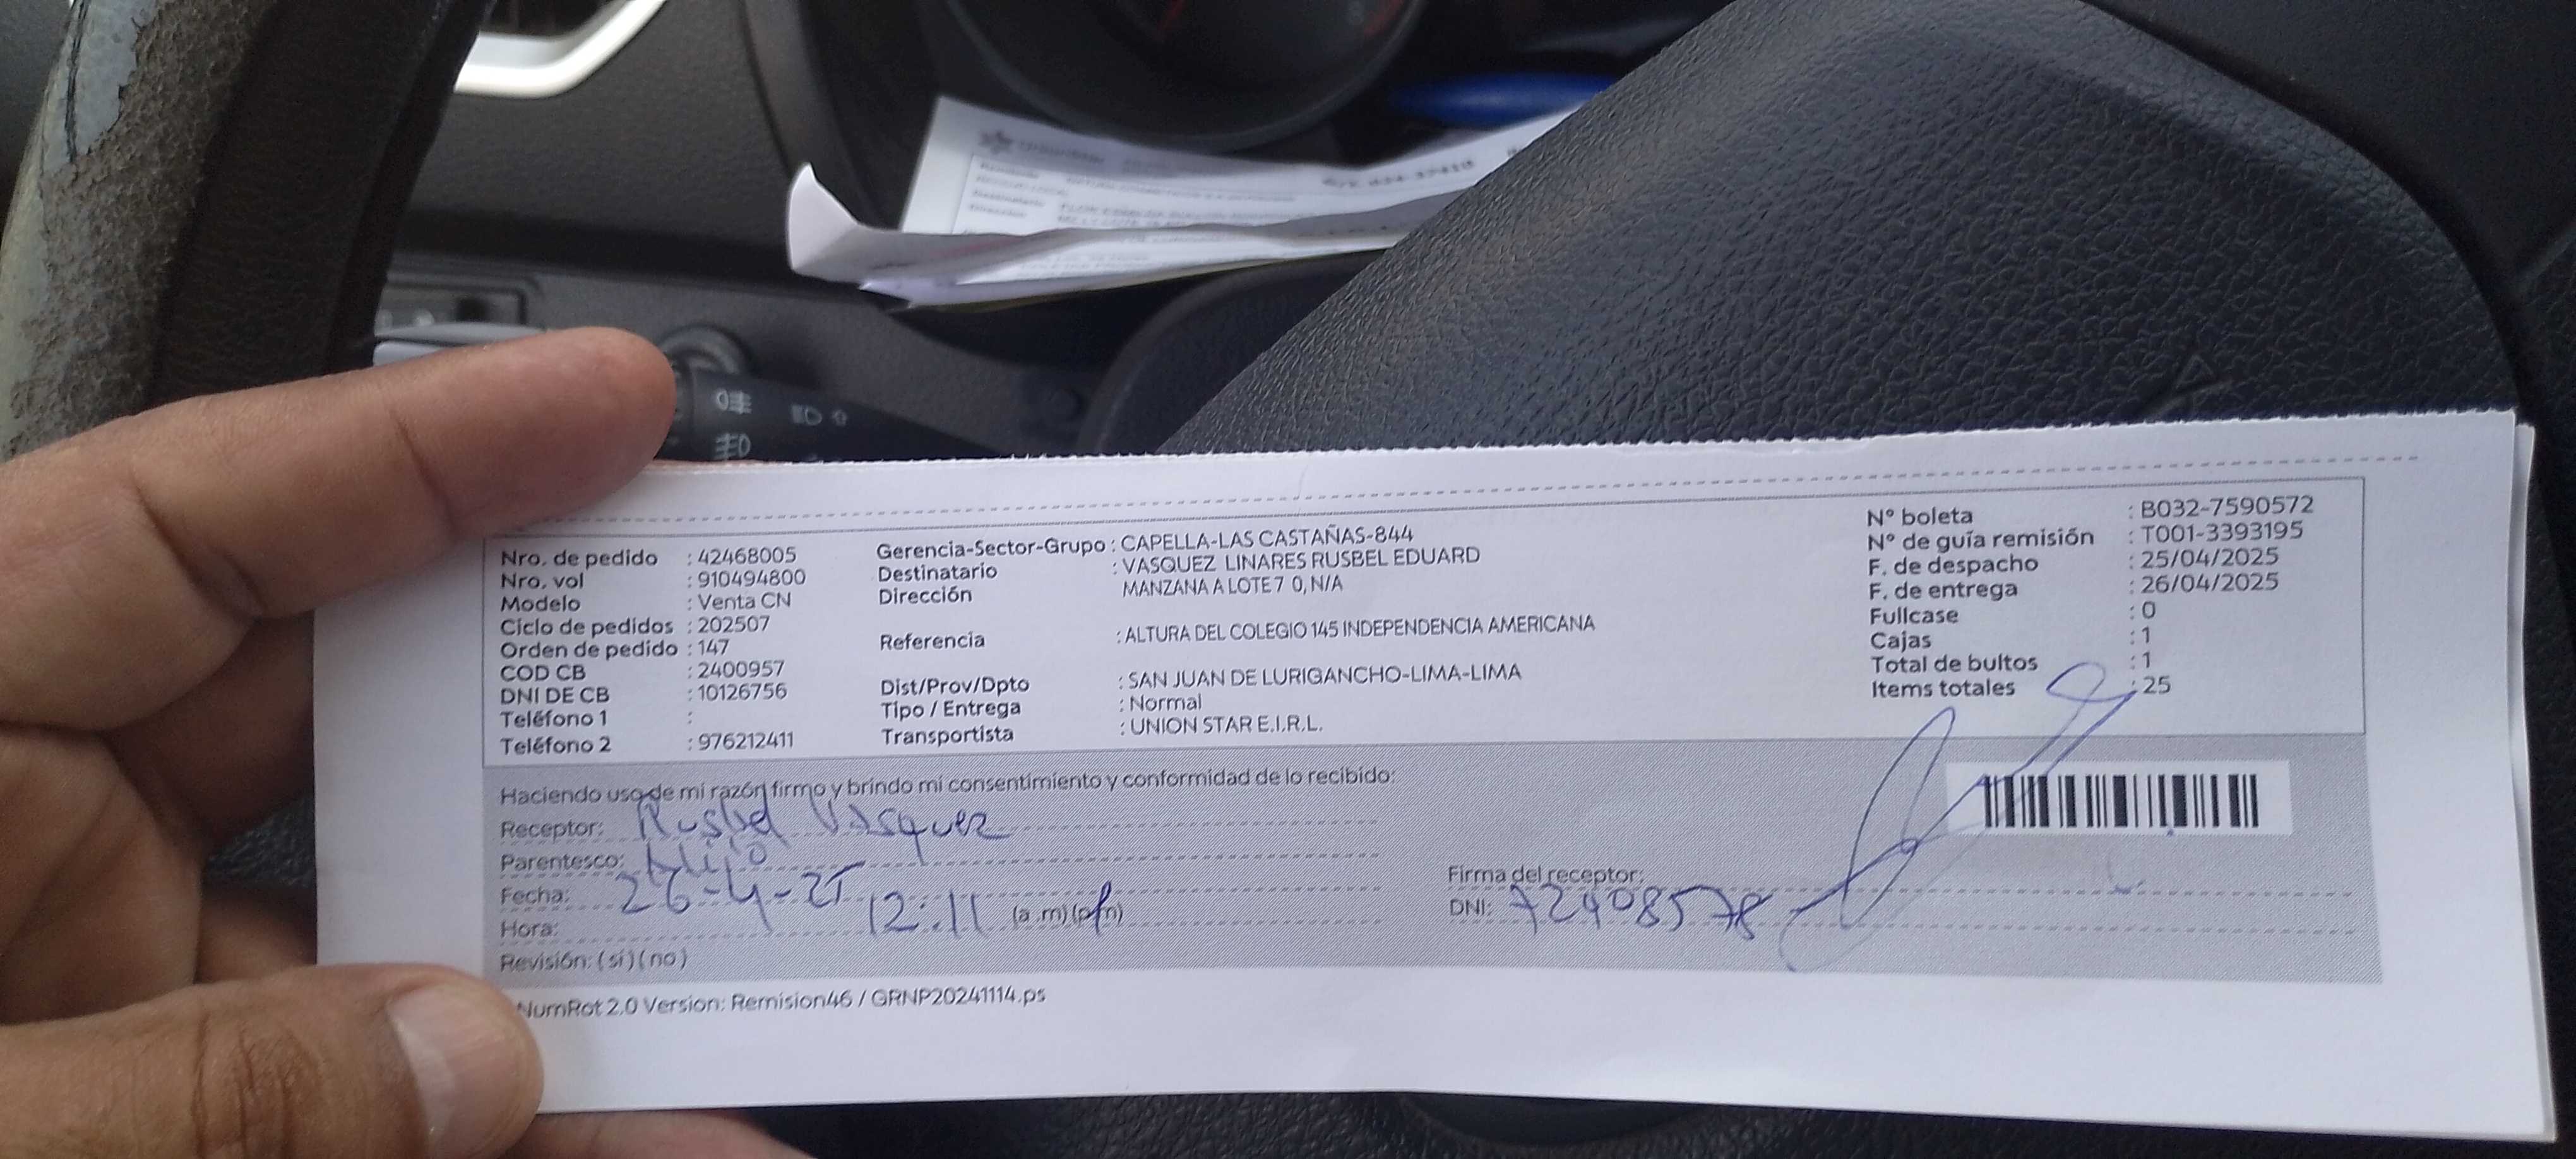 Nro. de pedido : 42468005
Nro. vol : 910494800
Modelo : Venta CN
Ciclo de pedidos : 202507
Orden de pedido : 147
COD CB : 2400957
DNI DE CB : 10126756
Teléfono 1 :
Teléfono 2 : 976212411
Gerencia-Sector-Grupo : CAPELLA-LAS CASTAÑAS-844
Destinatario : VASQUEZ LINARES RUSBEL EDUARD
Dirección MANZANA A LOTE 7 0, N/A
Referencia : ALTURA DEL COLEGIO 145 INDEPENDENCIA AMERICANA
Dist/Prov/Dpto : SAN JUAN DE LURIGANCHO-LIMA-LIMA
Tipo / Entrega : Normal
Transportista : UNION STAR E.I.R.L.
N° boleta : B032-7590572
N° de guía remisión : T001-3393195
F. de despacho : 25/04/2025
F. de entrega : 26/04/2025
Fullcase : 0
Cajas : 1
Total de bultos : 1
Items totales : 25
Haciendo uso de mi razón firmo y brindo mi consentimiento y conformidad de lo recibido:
Receptor: Rusbel Vasquez
Parentesco:
Fecha: 26-4-25
Hora: 12:11 (a.m) (p.m)
Revisión: (si) (no)
Firma del receptor:
DNI: 72408578
NumRot 2.0 Version: Remision46 / GRNP20241114.ps